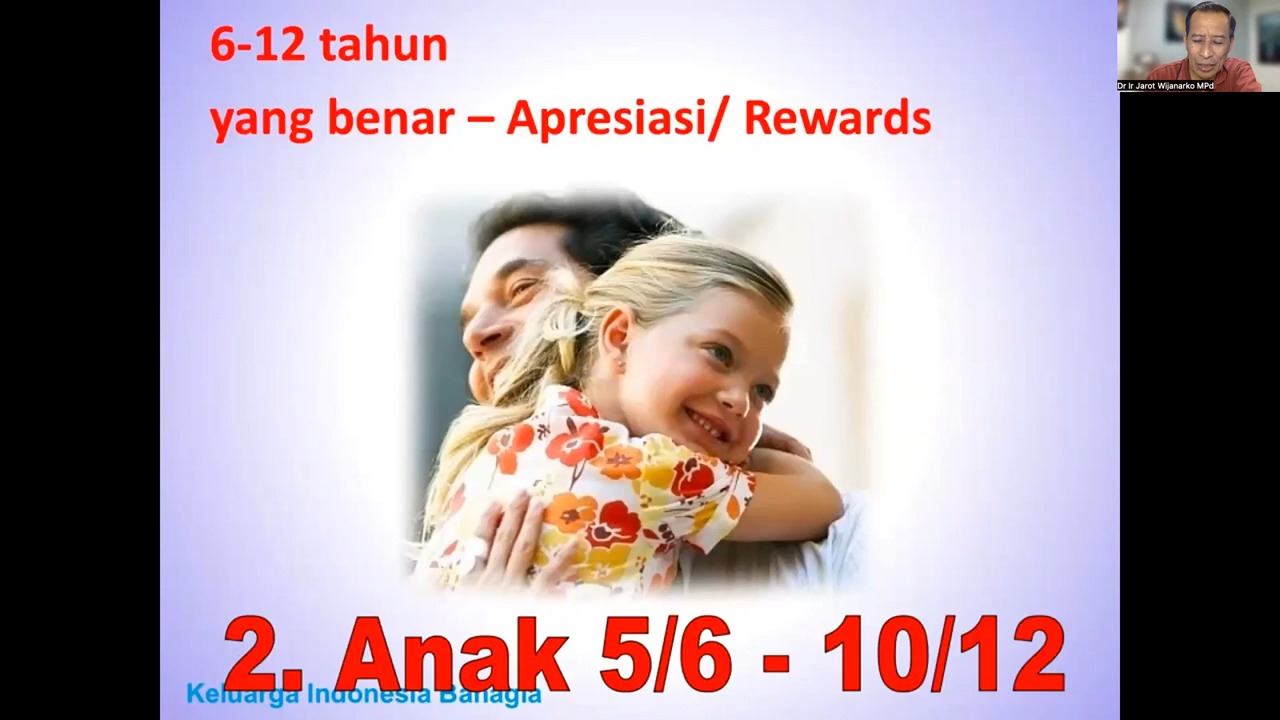 6-12 tahun
yang benar – Apresiasi/ Rewards
Dr Ir Jarot Wijanarko MPd
2. Anak 5/6 - 10/12
Keluarga Indonesia Bahagia